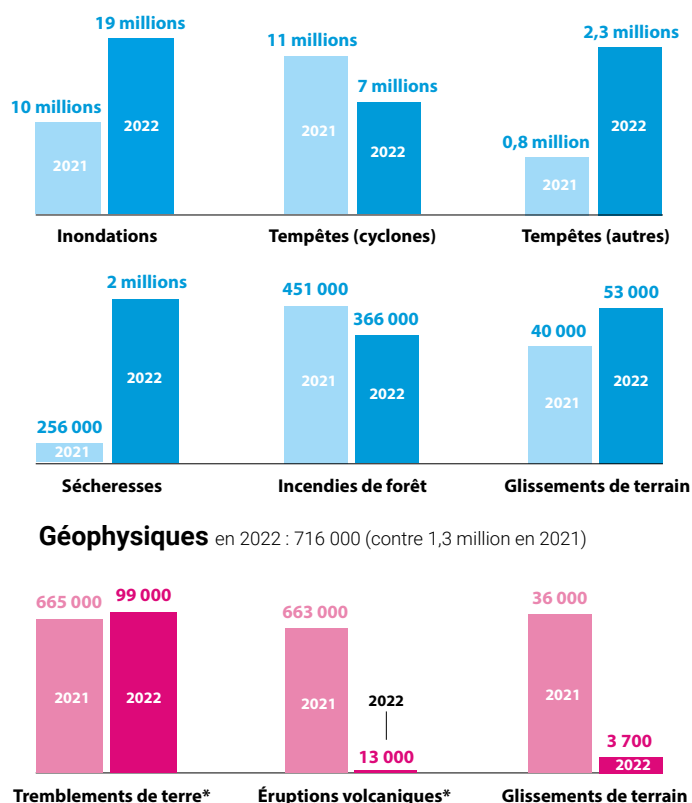 19 millions
11 millions
2,3 millions
10 millions
7 millions
0,8 million
2021
2022
2021
2022
2021
2022
Inondations
Tempêtes (cyclones)
Tempêtes (autres)
2 millions
451 000
53 000
366 000
40 000
256 000
2021
2022
2021
2022
2021
2022
Sécheresses
Incendies de forêt
Glissements de terrain
Géophysiques en 2022 : 716 000 (contre 1,3 million en 2021)
665 000
99 000
663 000
36 000
2021
2022
2021
2022
13 000
2021
3 700
2022
Tremblements de terre*
Éruptions volcaniques*
Glissements de terrain